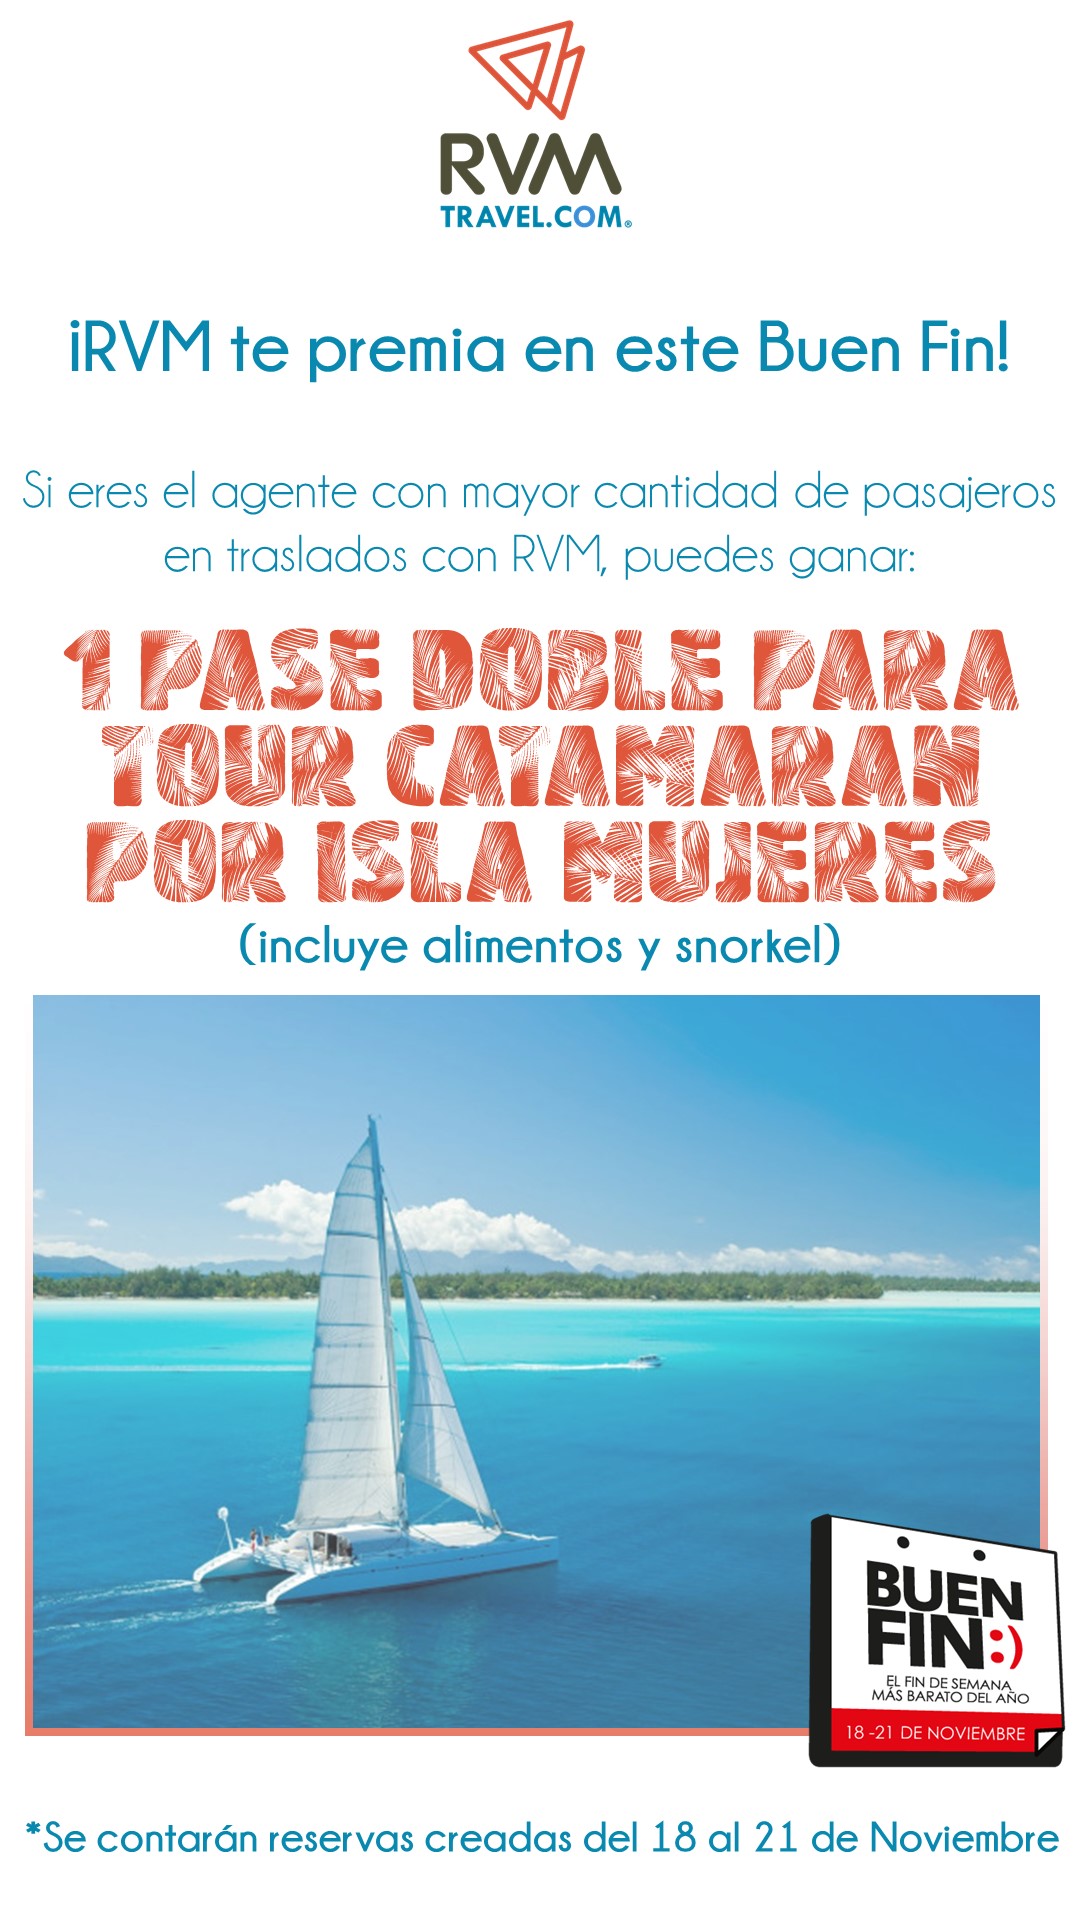 RVM
TRAVEL.COM®
¡RVM te premia en este Buen Fin!
Si eres el agente con mayor cantidad de pasajeros
en traslados con RVM, puedes ganar:
1 PASE DOBLE PARA
TOUR CATAMARAN
POR ISLA MUJERES
(incluye alimentos y snorkel)
BUEN
FIN:)
EL FIN DE SEMANA
MÁS BARATO DEL AÑO
18 -21 DE NOVIEMBRE
*Se contarán reservas creadas del 18 al 21 de Noviembre